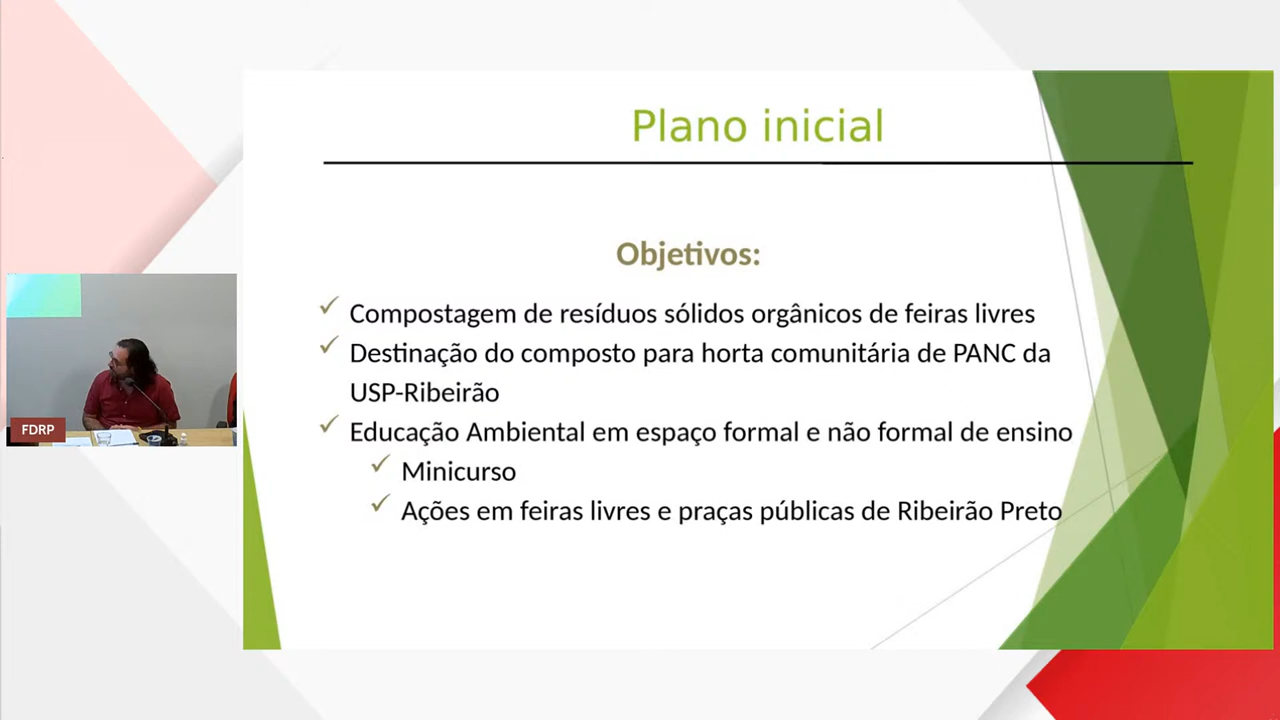 Plano inicial
Objetivos:
Compostagem de resíduos sólidos orgânicos de feiras livres
Destinação do composto para horta comunitária de PANC da
USP-Ribeirão
Educação Ambiental em espaço formal e não formal de ensino
Minicurso
Ações em feiras livres e praças públicas de Ribeirão Preto
FDRP